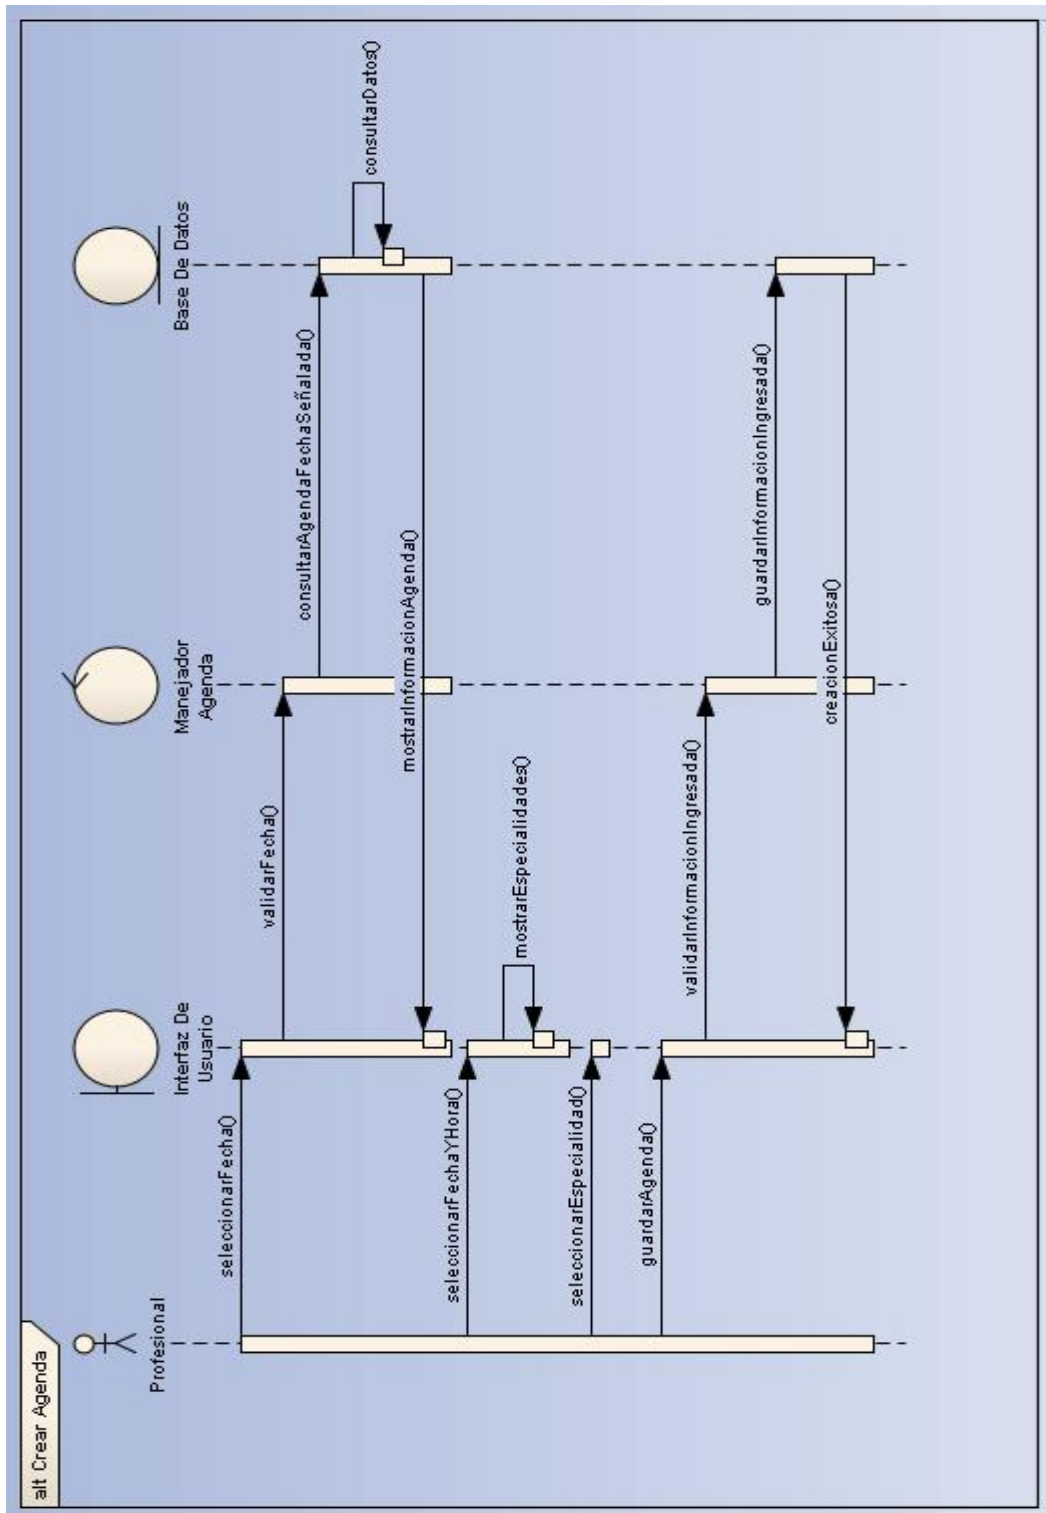 alt Crear Agenda
Profesional
Interfaz De
Usuario
Manejador
Agenda
Base De Datos
seleccionarFecha()
validarFecha()
consultarAgendaFechaSeñalada()
consultarDatos()
mostrarInformacionAgenda()
seleccionarFechaYHora()
mostrarEspecialidades()
seleccionarEspecialidad()
guardarAgenda()
validarInformacionIngresada()
guardarInformacionIngresada()
creacionExitosa()